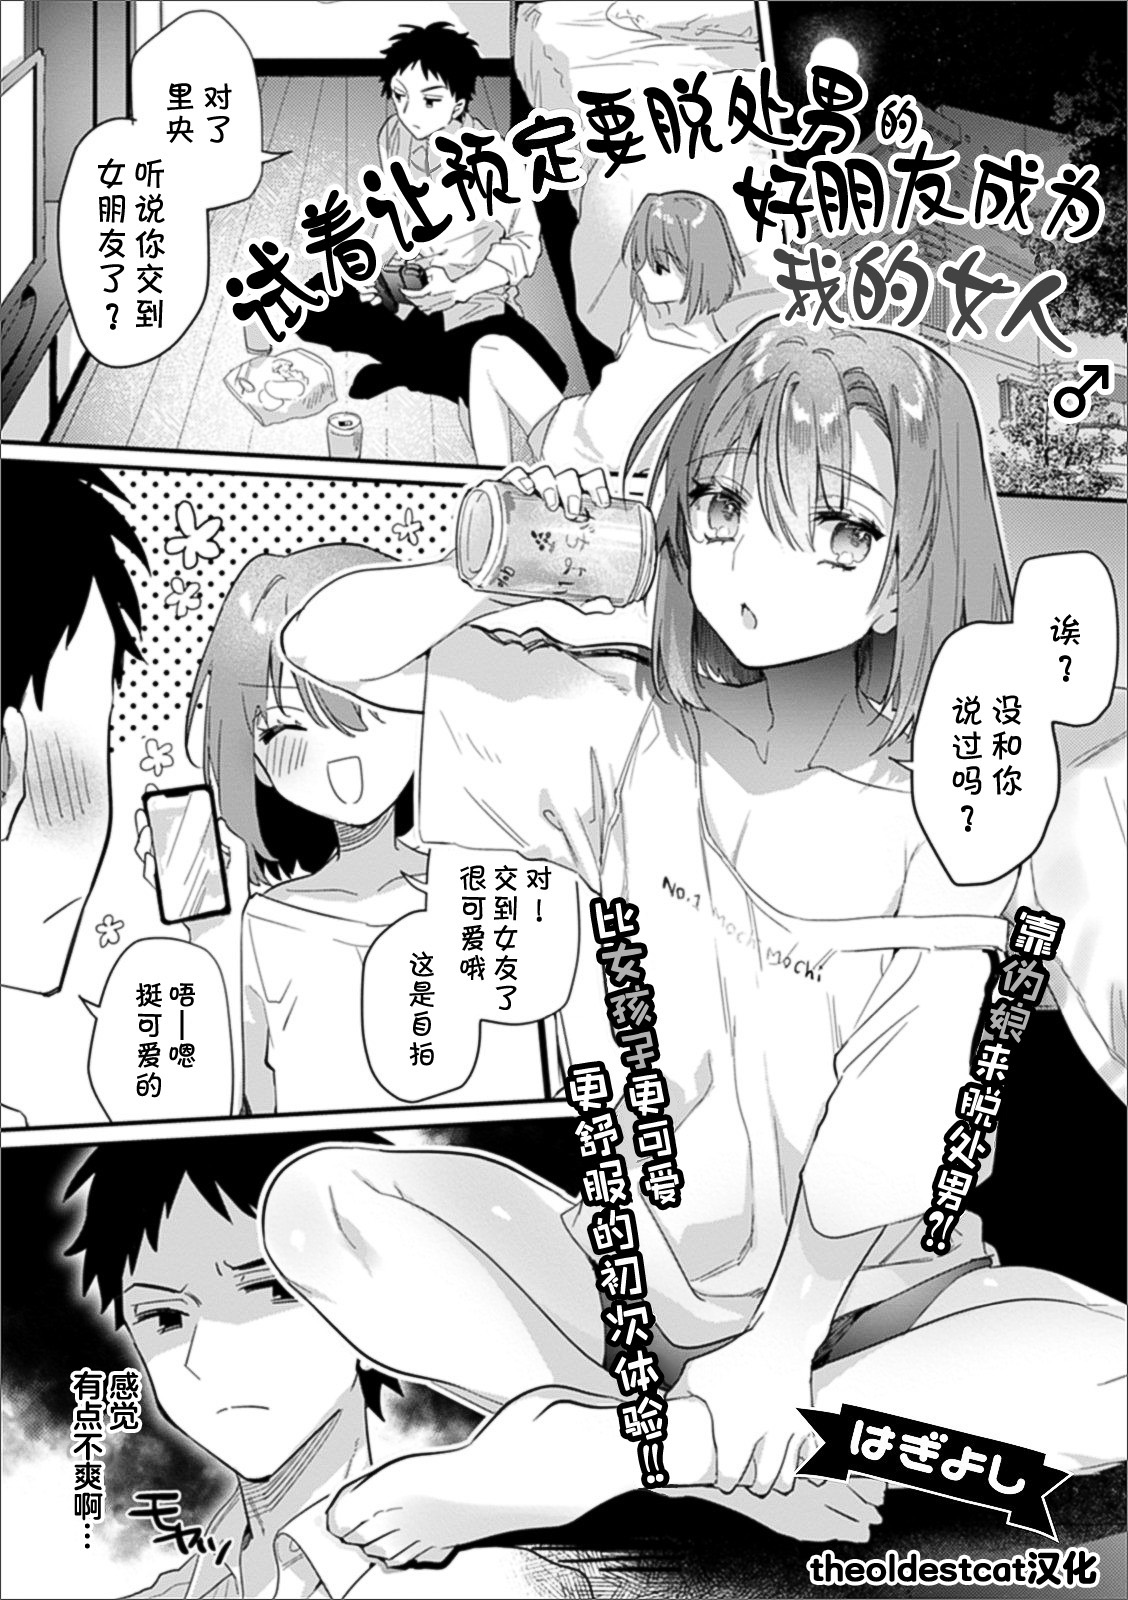 试着让预定要脱处男的
好朋友成为
我的女人♂
对了
里央
听说你交到
女朋友了?
诶?
没和你
说过吗?
No.1 Mochi Mochi
对!
交到女友了
很可爱哦
这是自拍
唔—嗯
挺可爱的
靠伪娘来脱处男?!
比女孩子更可爱
更舒服的初次体验!!!
感觉
有点不爽啊…
モヤッ
はぎよし
theoldestcat汉化